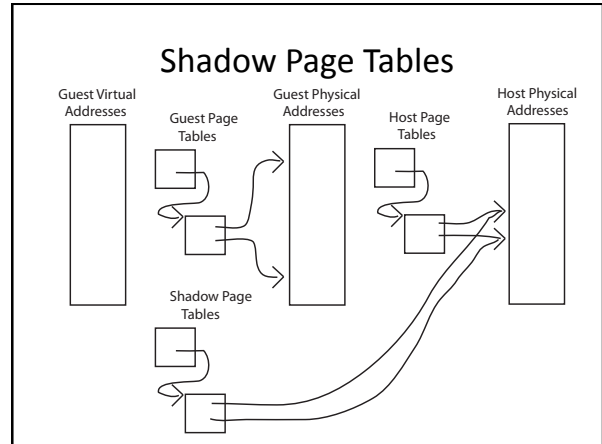 Shadow Page Tables
Guest Virtual
Addresses
Guest Page
Tables
Guest Physical
Addresses
Host Page
Tables
Host Physical
Addresses
Shadow Page
Tables